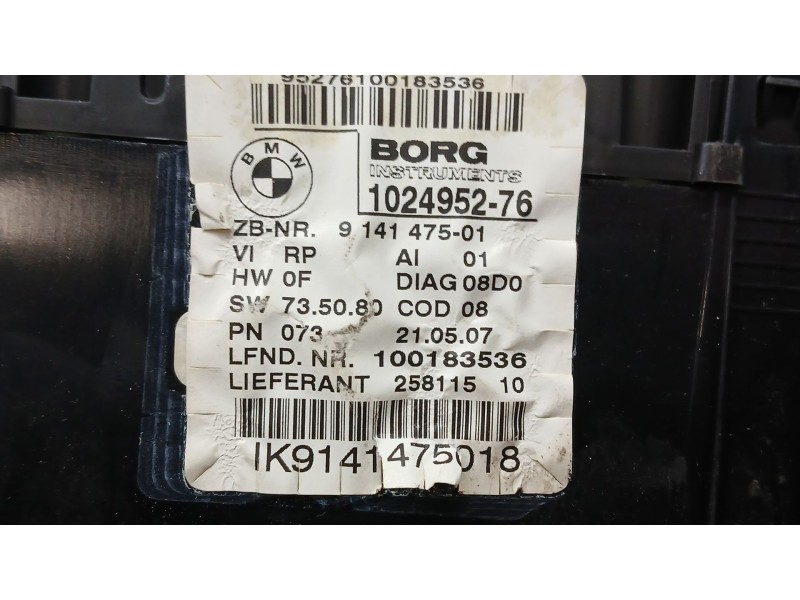 95276100183536
BMW
BORG
INSTRUMENTS
1024952-76
ZB-NR. 9 141 475-01
VI RP AI 01
HW 0F DIAG 08D0
SW 73.50.80 COD 08
PN 073 21.05.07
LFND. NR. 100183536
LIEFERANT 258115 10
IK9141475018